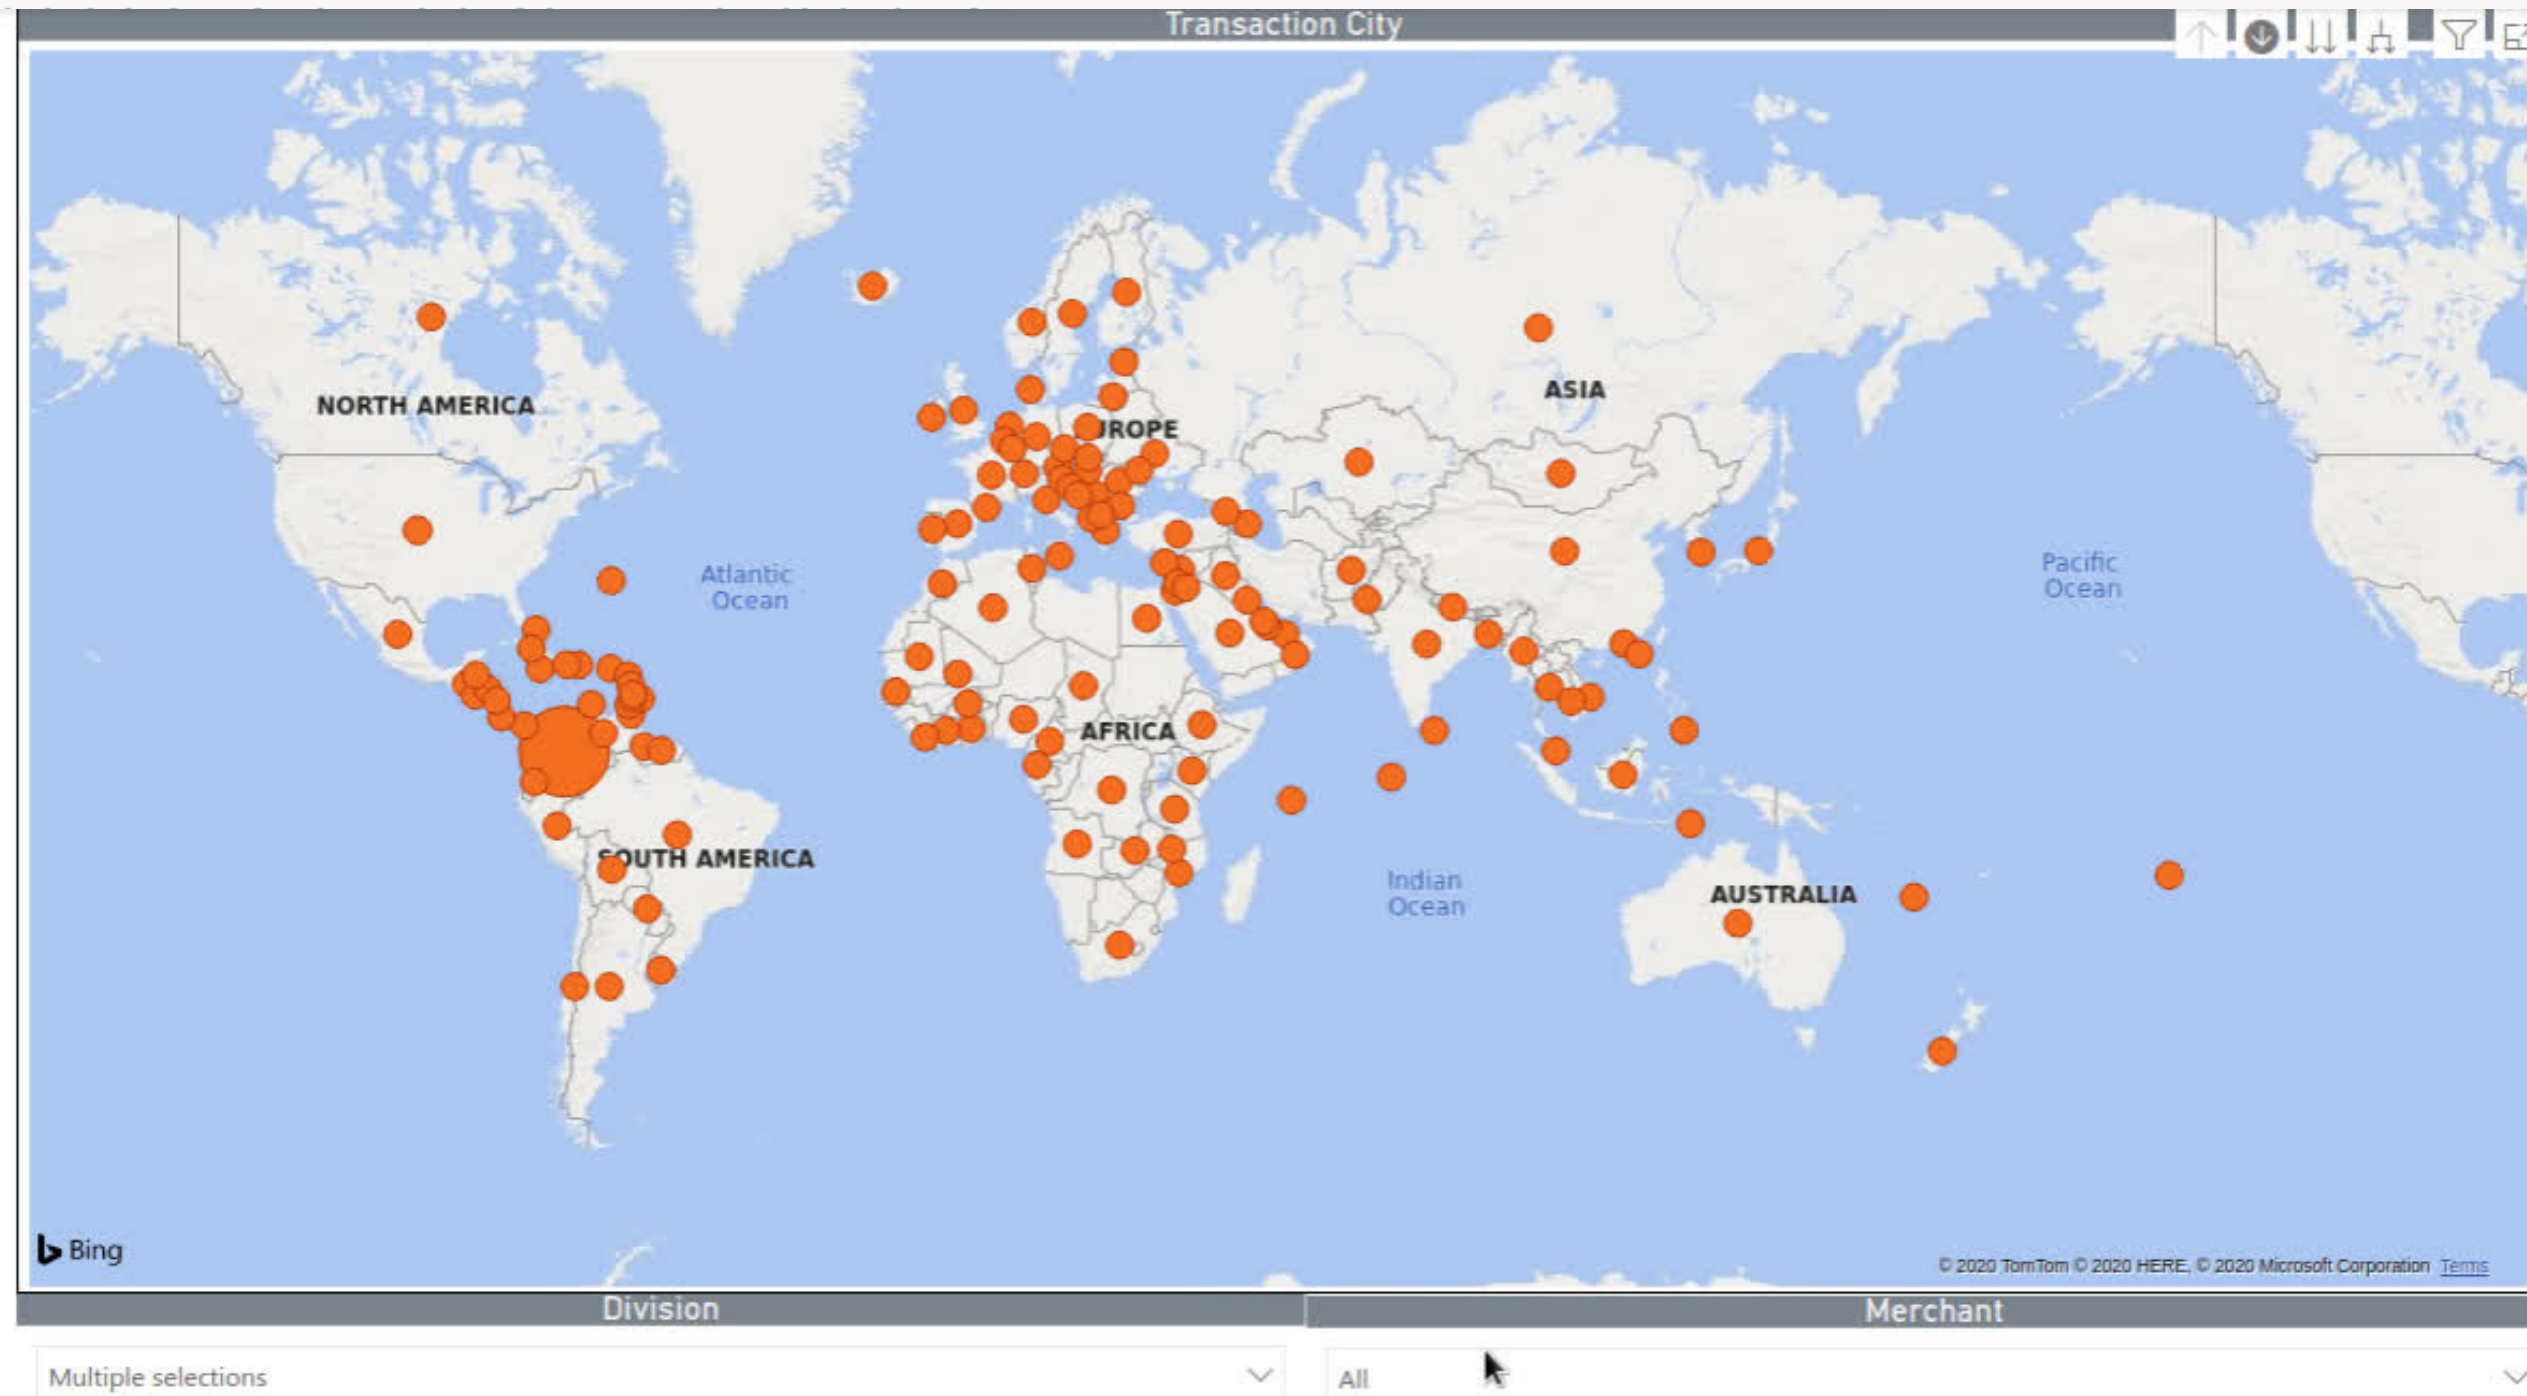 Transaction City
NORTH AMERICA
ASIA
EUROPE
Atlantic
Ocean
Pacific
Ocean
AFRICA
SOUTH AMERICA
Indian
Ocean
AUSTRALIA
Bing
© 2020 TomTom © 2020 HERE, © 2020 Microsoft Corporation Terms
Division
Merchant
Multiple selections
All